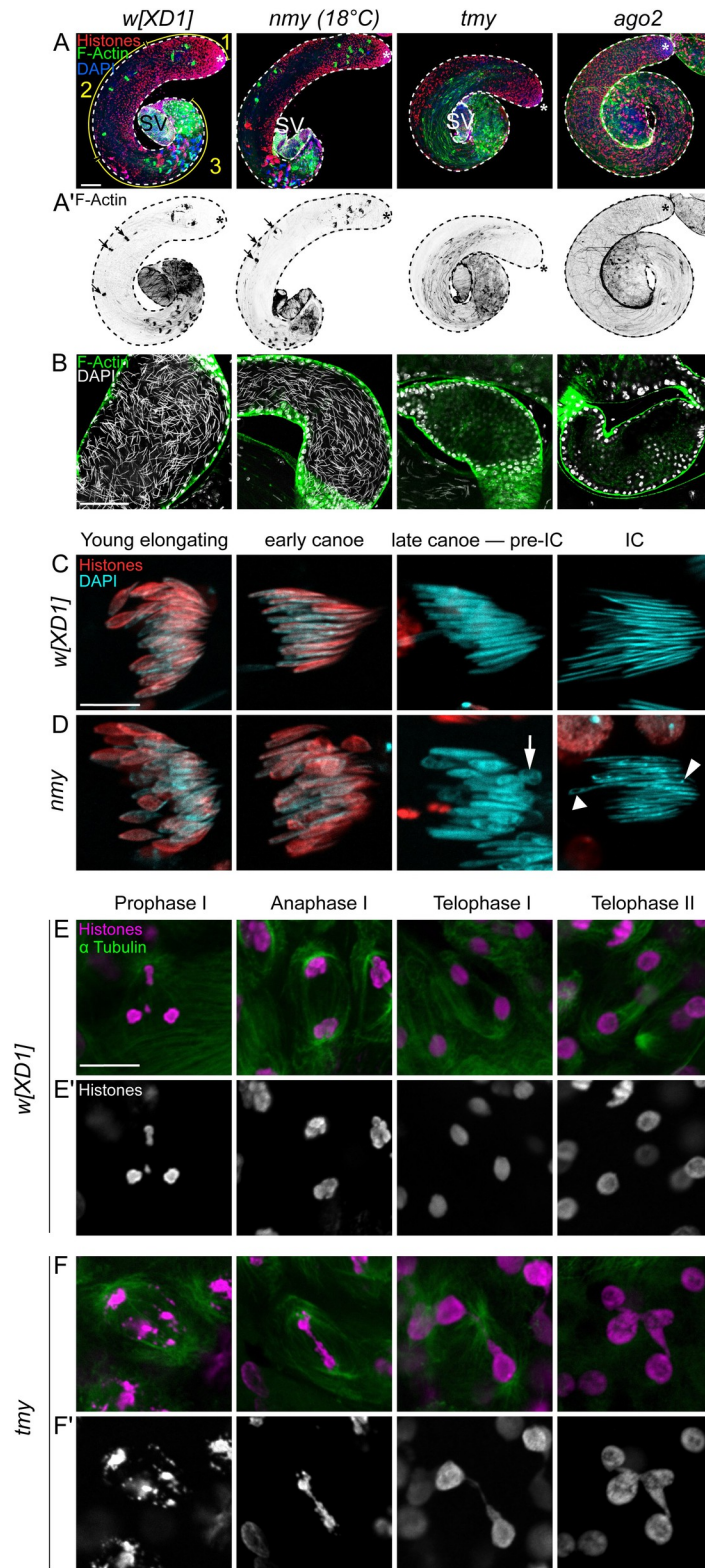 w[XD1] nmy (18°C) tmy ago2
A Histones 1
F-Actin
DAPI
2
3
SV SV SV
* * * *
A' F-Actin
* * * *
B F-Actin
DAPI
Young elongating early canoe late canoe — pre-IC IC
C Histones
DAPI
w[XD1]
D
nmy
Prophase I Anaphase I Telophase I Telophase II
E Histones
α Tubulin
w[XD1]
E' Histones
F
tmy
F'